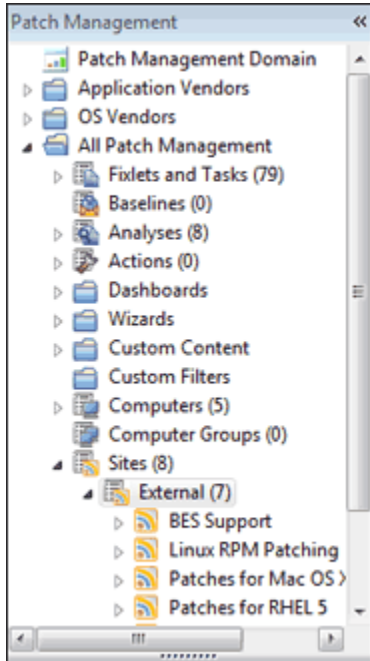 Patch Management
Patch Management Domain
Application Vendors
OS Vendors
All Patch Management
Fixlets and Tasks (79)
Baselines (0)
Analyses (8)
Actions (0)
Dashboards
Wizards
Custom Content
Custom Filters
Computers (5)
Computer Groups (0)
Sites (8)
External (7)
BES Support
Linux RPM Patching
Patches for Mac OS X
Patches for RHEL 5